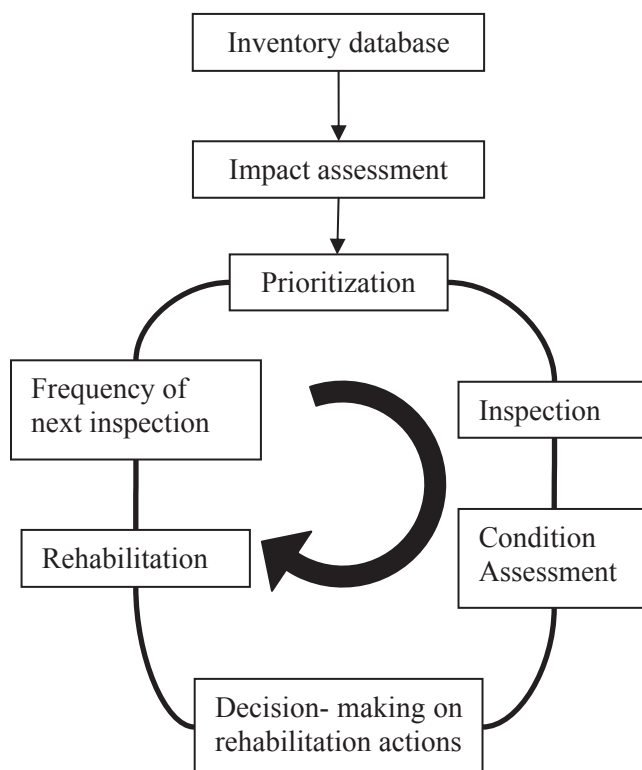 Inventory database
Impact assessment
Prioritization
Frequency of
next inspection
Inspection
Rehabilitation
Condition
Assessment
Decision- making on
rehabilitation actions